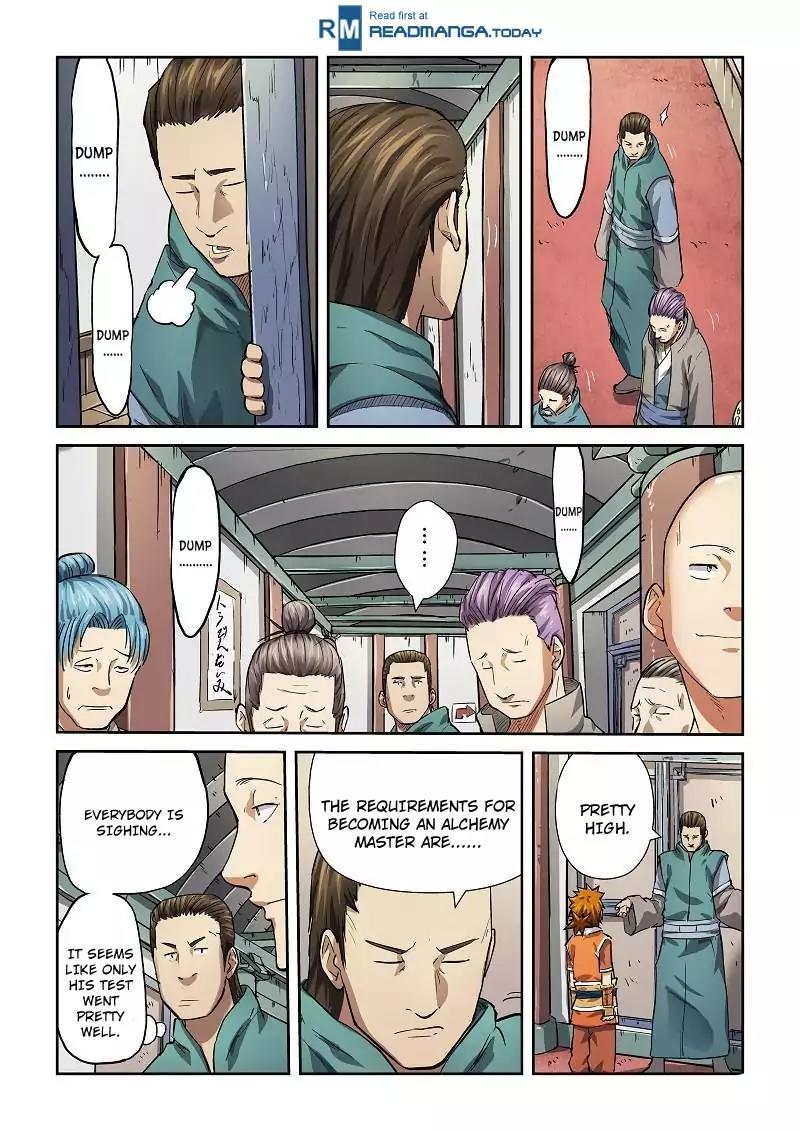 Read first at
RM READMANGA.TODAY
DUMP
........
DUMP
......
DUMP
........
DUMP
..........
......
DUMP
......
EVERYBODY IS
SIGHING...
IT SEEMS
LIKE ONLY
HIS TEST
WENT
PRETTY
WELL.
THE REQUIREMENTS FOR
BECOMING AN ALCHEMY
MASTER ARE......
PRETTY
HIGH.